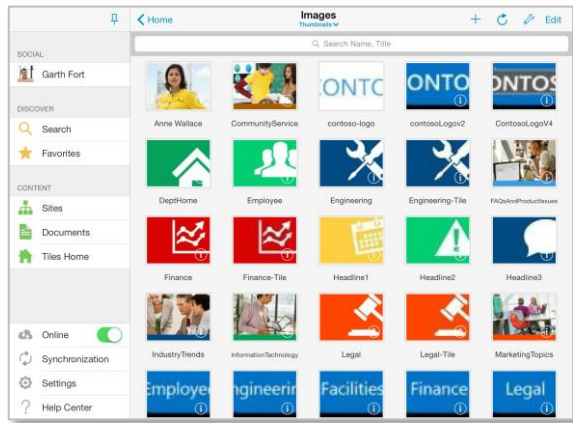 Home
Images
Thumbnails
Edit
Search Name, Title
SOCIAL
Garth Fort
DISCOVER
Search
Favorites
CONTENT
Sites
Documents
Tiles Home
Online
Synchronization
Settings
Help Center
ONTC
ONTO
ONTOS
Anne Wallace
CommunityService
contoso-logo
contosoLogov2
ContosoLogoV4
DeptHome
Employee
Engineering
Engineering-Tile
FAQsAndProductIssues
Finance
Finance-Tile
Headline1
Headline2
Headline3
IndustryTrends
InformationTechnology
Legal
Legal-Tile
MarketingTopics
Employee
ngineerin
Facilities
Finance
Legal